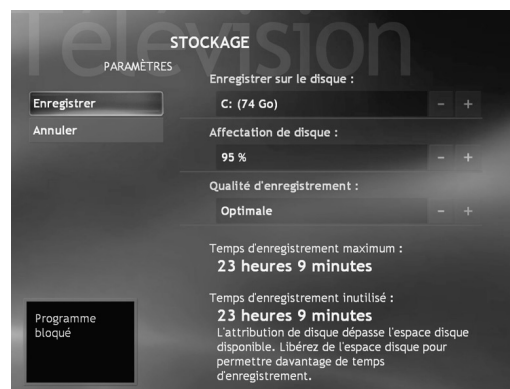 Télévision
STOCKAGE
PARAMÈTRES
Enregistrer
Annuler
Enregistrer sur le disque :
C: (74 Go)
- +
Affectation de disque :
95 %
- +
Qualité d'enregistrement :
Optimale
- +
Temps d'enregistrement maximum :
23 heures 9 minutes
Temps d'enregistrement inutilisé :
23 heures 9 minutes
L'attribution de disque dépasse l'espace disque
disponible. Libérez de l'espace disque pour
permettre davantage de temps
d'enregistrement.
Programme
bloqué